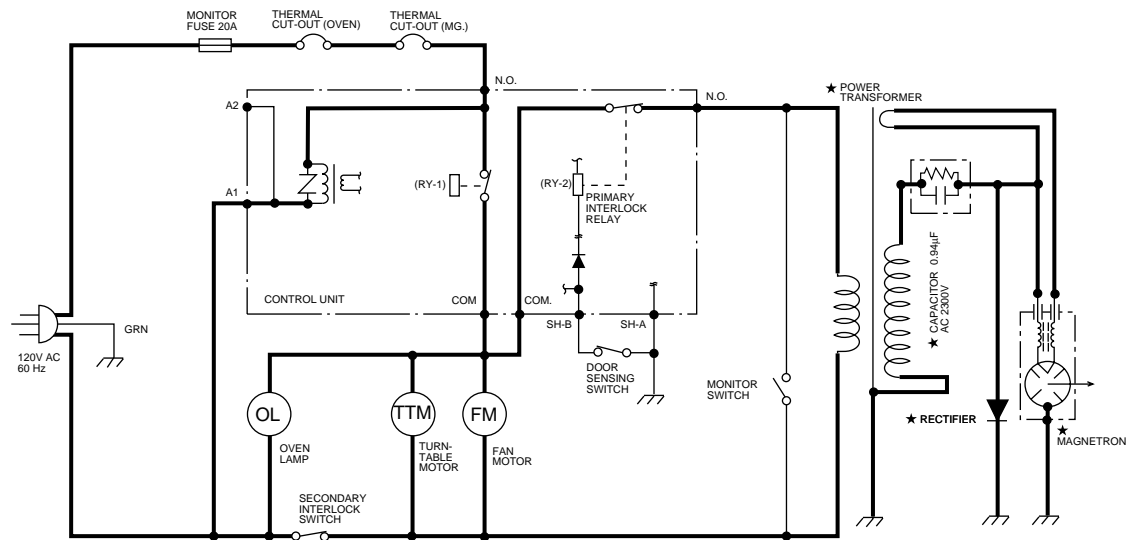 MONITOR
FUSE 20A
THERMAL
CUT-OUT (OVEN)
THERMAL
CUT-OUT (MG.)
N.O.
A2
N.O.
★ POWER
TRANSFORMER
A1
(RY-1)
(RY-2)
PRIMARY
INTERLOCK
RELAY
★ CAPACITOR 0.94µF
AC 2300V
CONTROL UNIT
COM
COM.
SH-B
SH-A
GRN
120V AC
60 Hz
DOOR
SENSING
SWITCH
MONITOR
SWITCH
OL
TTM
FM
OVEN
LAMP
TURN-
TABLE
MOTOR
FAN
MOTOR
★ RECTIFIER
★
MAGNETRON
SECONDARY
INTERLOCK
SWITCH